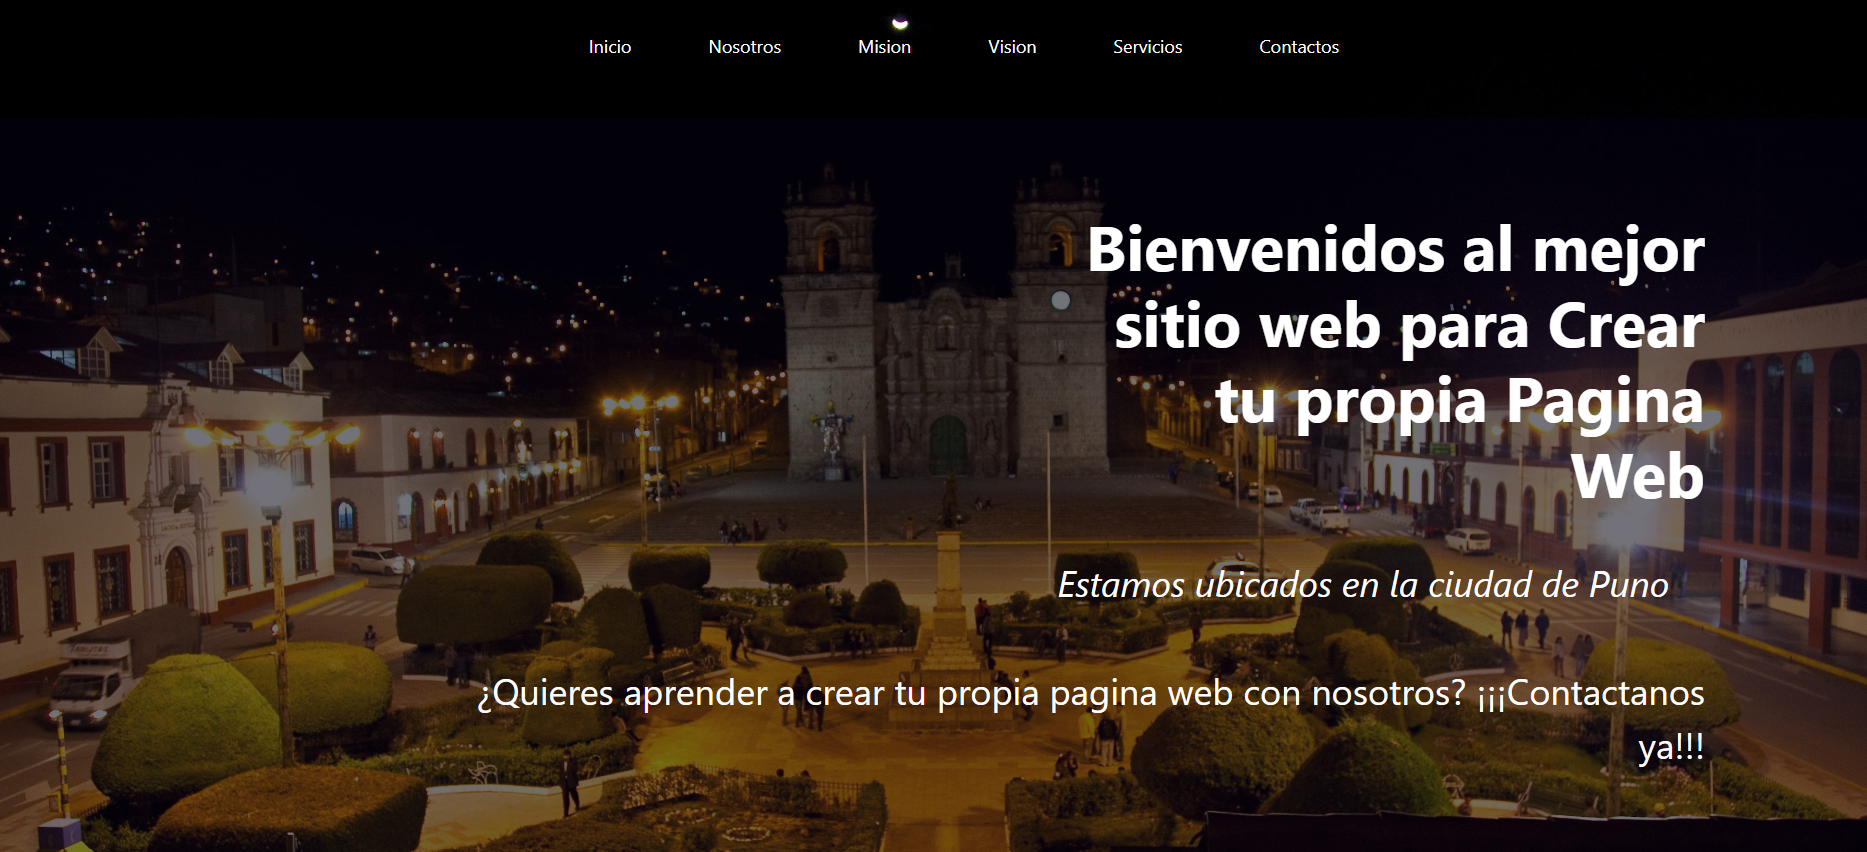 Inicio Nosotros Mision Vision Servicios Contactos
Bienvenidos al mejor
sitio web para Crear
tu propia Pagina
Web
Estamos ubicados en la ciudad de Puno
¿Quieres aprender a crear tu propia pagina web con nosotros? ¡¡¡Contactanos
ya!!!